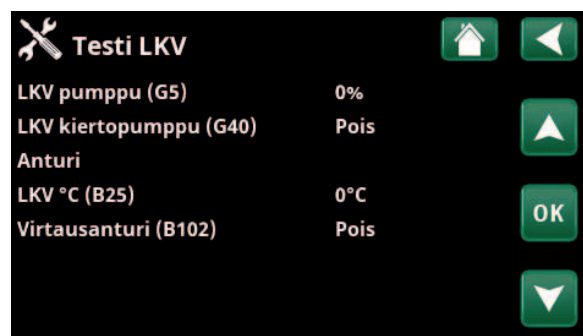 Testi LKV
LKV pumppu (G5) 0%
LKV kiertopumppu (G40) Pois
Anturi
LKV °C (B25) 0°C
OK
Virtausanturi (B102) Pois